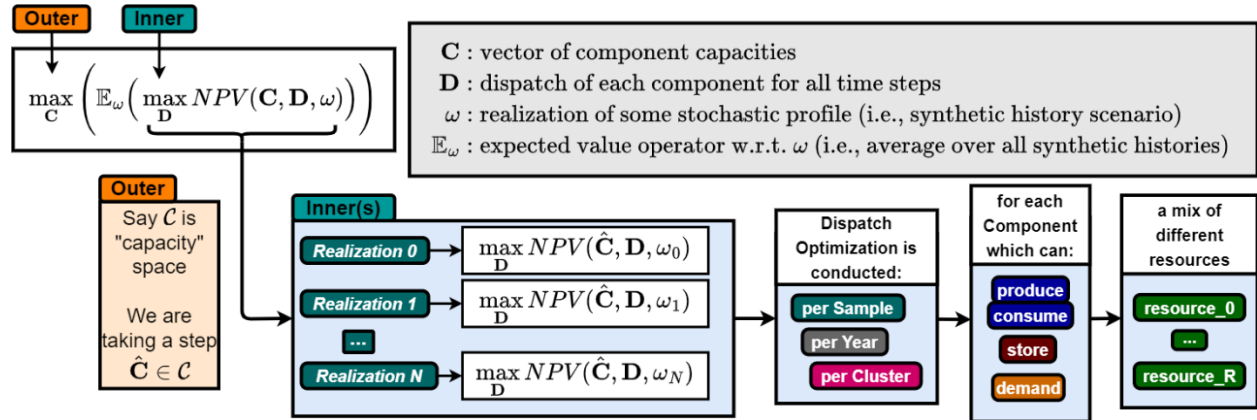 Outer
Inner
max_C ( 𝔼_ω ( max_D NPV(C, D, ω) ) )
C : vector of component capacities
D : dispatch of each component for all time steps
ω : realization of some stochastic profile (i.e., synthetic history scenario)
𝔼_ω : expected value operator w.r.t. ω (i.e., average over all synthetic histories)
Outer
Say 𝒞 is
"capacity"
space
We are
taking a step
Ĉ ∈ 𝒞
Inner(s)
Realization 0
max_D NPV(Ĉ, D, ω_0)
Realization 1
max_D NPV(Ĉ, D, ω_1)
...
Realization N
max_D NPV(Ĉ, D, ω_N)
Dispatch
Optimization is
conducted:
per Sample
per Year
per Cluster
for each
Component
which can:
produce
consume
store
demand
a mix of
different
resources
resource_0
...
resource_R